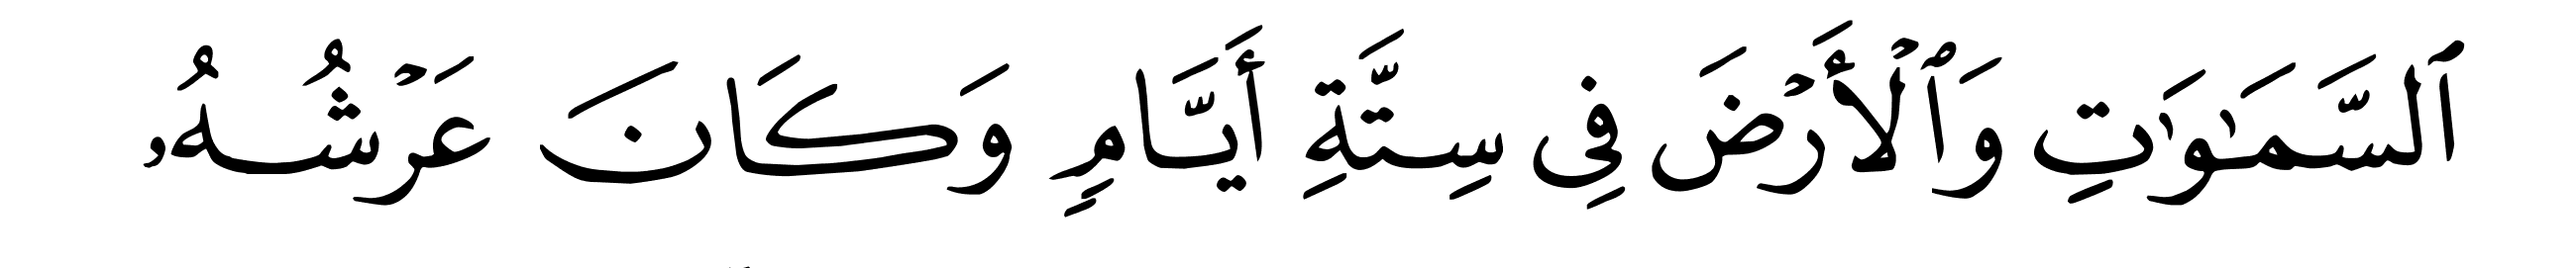 ٱلسَّمَـٰوَٰتِ وَٱلْأَرْضَ فِى سِتَّةِ أَيَّامٍ وَكَانَ عَرْشُهُۥ